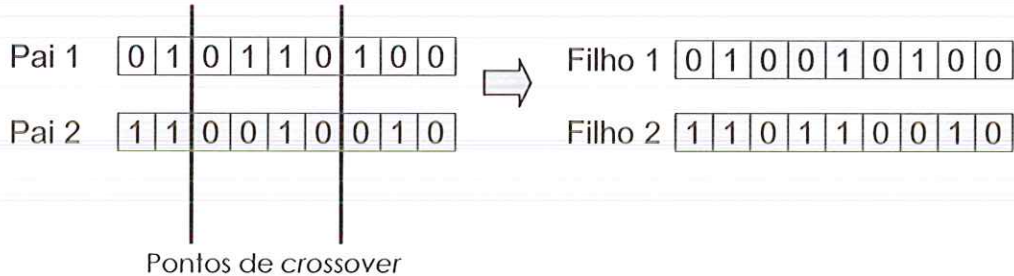 Pai 1 0 1 0 1 1 0 1 0 0
Filho 1 0 1 0 0 1 0 1 0 0
Pai 2 1 1 0 0 1 0 0 1 0
Filho 2 1 1 0 1 1 0 0 1 0
Pontos de crossover